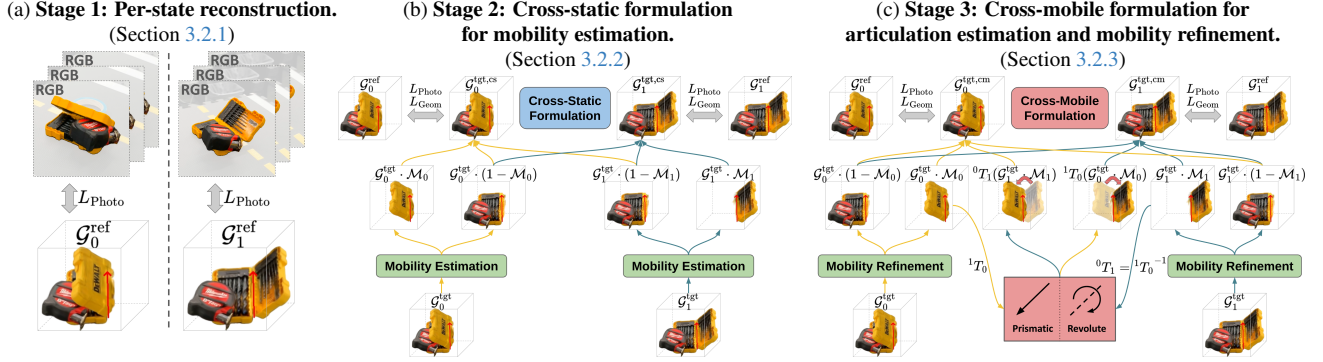 (a) Stage 1: Per-state reconstruction.
(Section 3.2.1)
RGB
RGB
RGB
RGB
RGB
RGB
L_Photo
L_Photo
𝒢_0^ref
𝒢_1^ref
DEWALT
(b) Stage 2: Cross-static formulation
for mobility estimation.
(Section 3.2.2)
𝒢_0^ref
L_Photo
L_Geom
𝒢_0^tgt,cs
Cross-Static
Formulation
𝒢_1^tgt,cs
L_Photo
L_Geom
𝒢_1^ref
𝒢_0^tgt · ℳ_0
𝒢_0^tgt · (1−ℳ_0)
𝒢_1^tgt · (1−ℳ_1)
𝒢_1^tgt · ℳ_1
Mobility Estimation
Mobility Estimation
𝒢_0^tgt
𝒢_1^tgt
(c) Stage 3: Cross-mobile formulation for
articulation estimation and mobility refinement.
(Section 3.2.3)
𝒢_0^ref
L_Photo
L_Geom
𝒢_0^tgt,cm
Cross-Mobile
Formulation
𝒢_1^tgt,cm
L_Photo
L_Geom
𝒢_1^ref
𝒢_0^tgt · (1−ℳ_0)
𝒢_0^tgt · ℳ_0
^0T_1(𝒢_1^tgt · ℳ_1)
^1T_0(𝒢_0^tgt · ℳ_0)
𝒢_1^tgt · ℳ_1
𝒢_1^tgt · (1−ℳ_1)
Mobility Refinement
^1T_0
^0T_1 = ^1T_0^−1
Mobility Refinement
Prismatic
Revolute
𝒢_0^tgt
𝒢_1^tgt